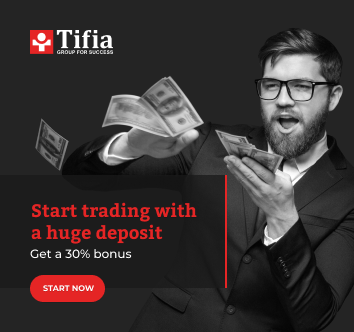 Tifia
GROUP FOR SUCCESS
Start trading with
a huge deposit
Get a 30% bonus
START NOW